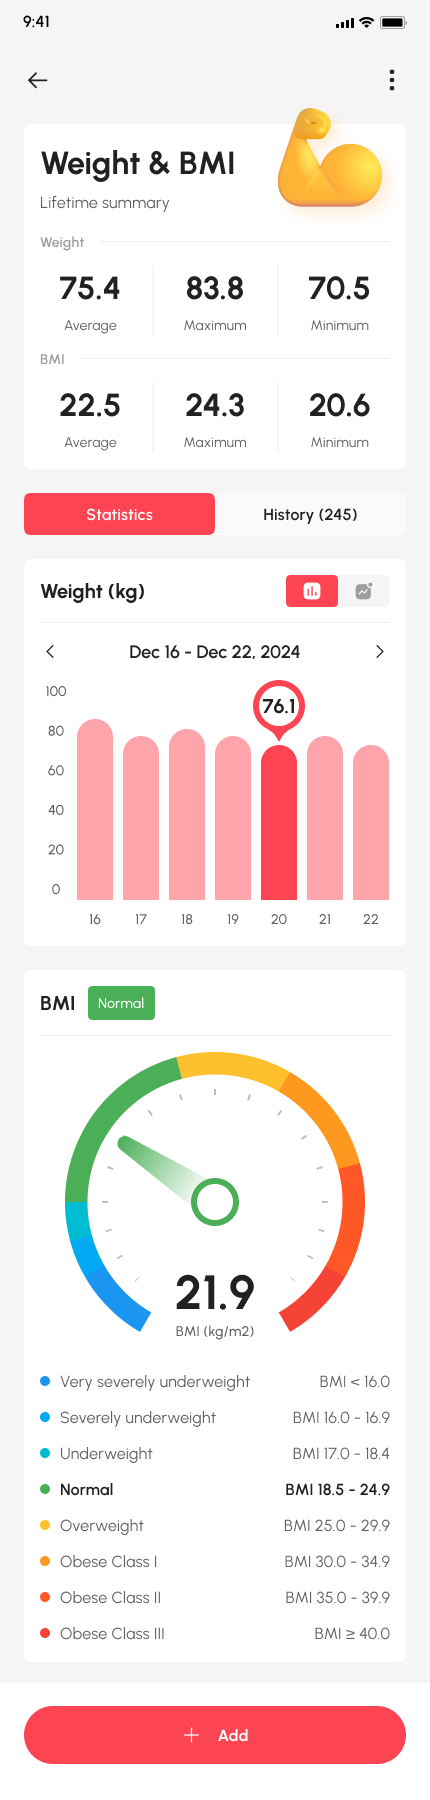 9:41
Weight & BMI
Lifetime summary
Weight
75.4 83.8 70.5
Average Maximum Minimum
BMI
22.5 24.3 20.6
Average Maximum Minimum
Statistics History (245)
Weight (kg)
Dec 16 - Dec 22, 2024
100
76.1
80
60
40
20
0
16 17 18 19 20 21 22
BMI Normal
21.9
BMI (kg/m2)
Very severely underweight BMI < 16.0
Severely underweight BMI 16.0 - 16.9
Underweight BMI 17.0 - 18.4
Normal BMI 18.5 - 24.9
Overweight BMI 25.0 - 29.9
Obese Class I BMI 30.0 - 34.9
Obese Class II BMI 35.0 - 39.9
Obese Class III BMI ≥ 40.0
Add